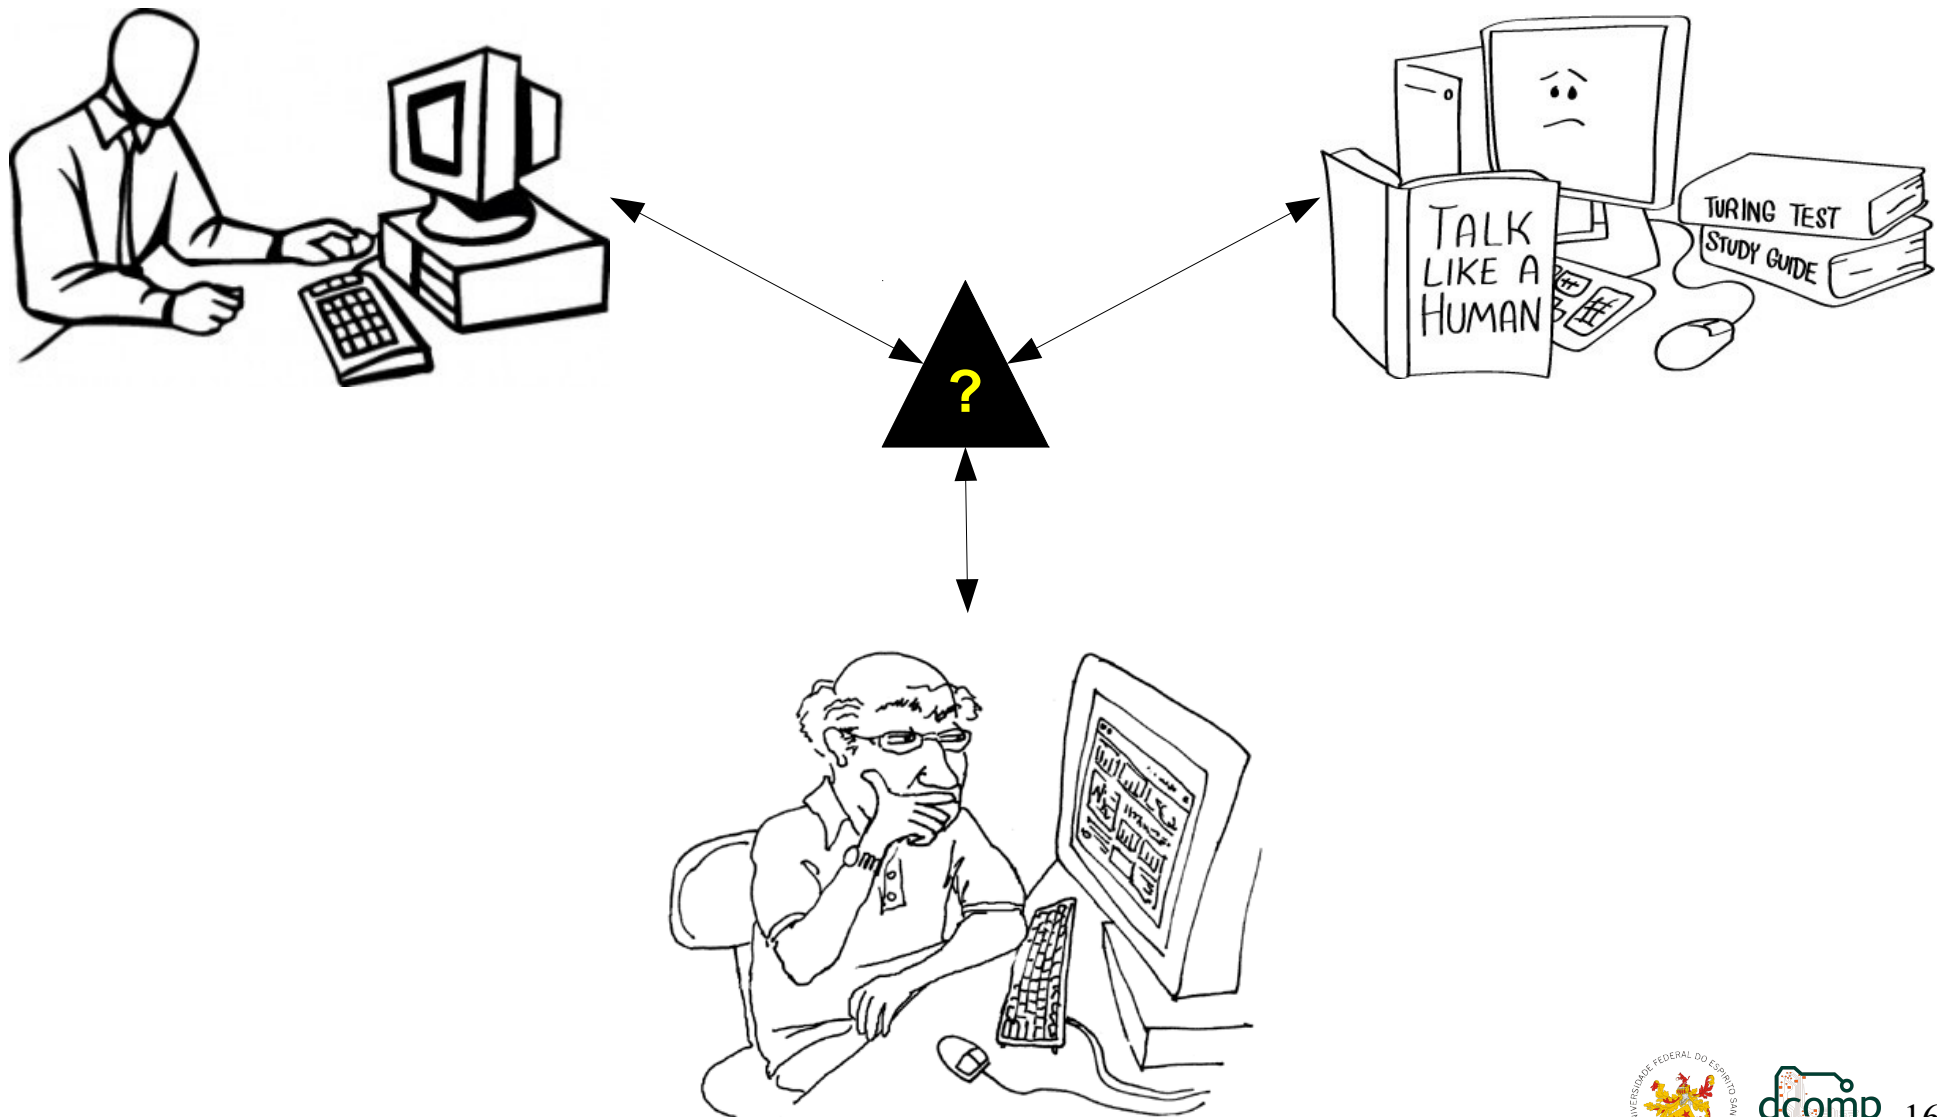 TALK
LIKE A
HUMAN
TURING TEST
STUDY GUIDE
?
dcomp
16